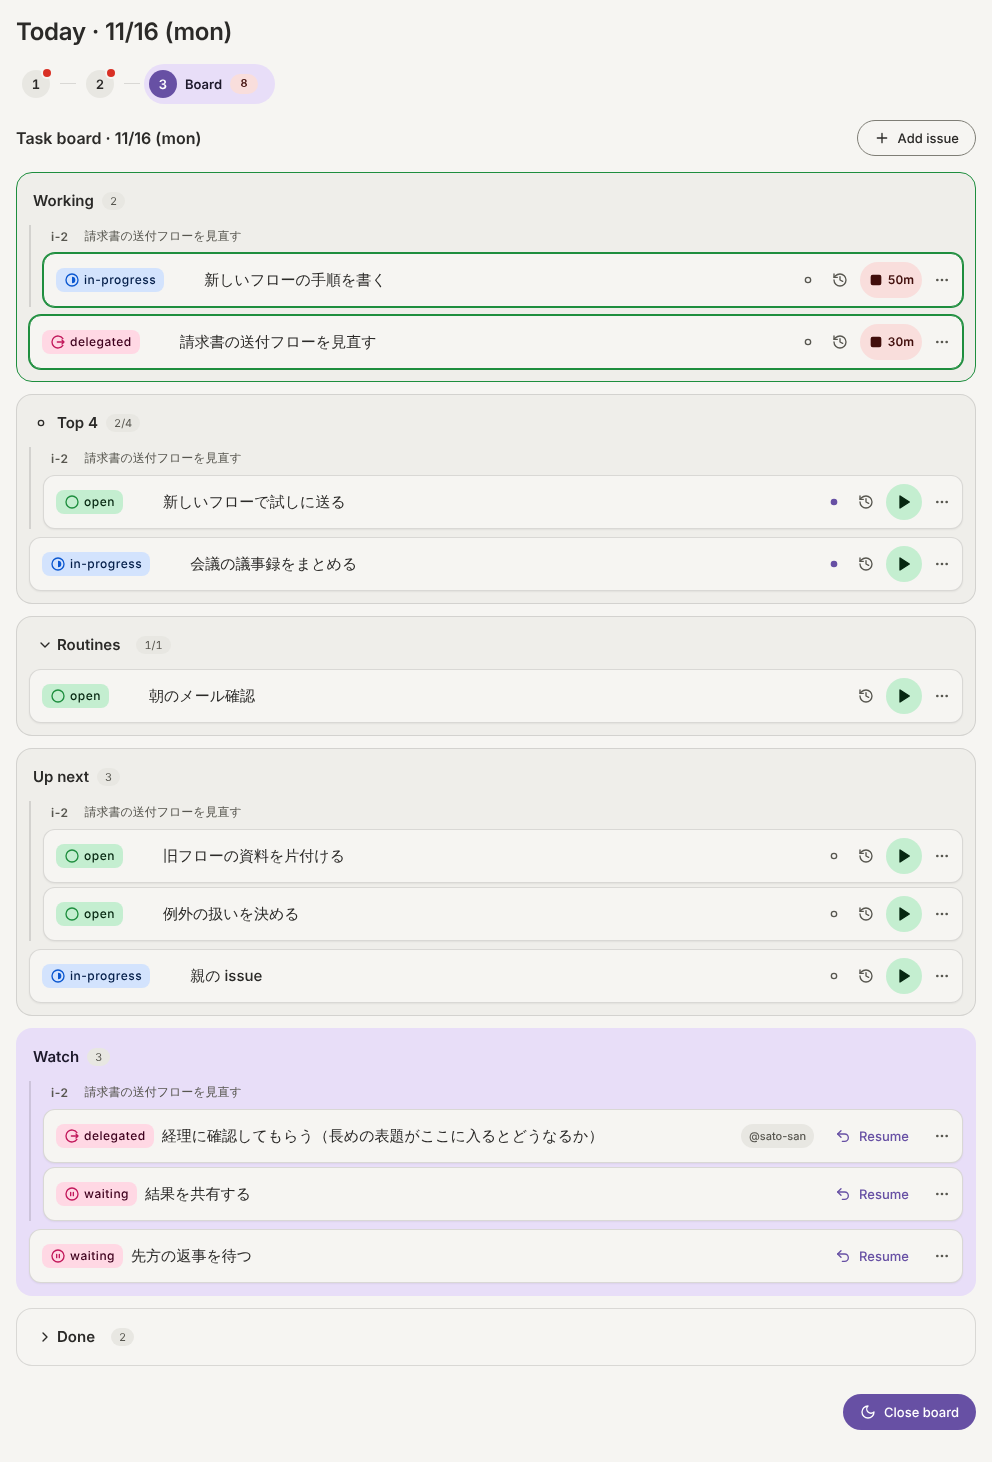 Today · 11/16 (mon)
1 2 3 Board 8
Task board · 11/16 (mon)
Add issue
Working 2
i-2 請求書の送付フローを見直す
in-progress 新しいフローの手順を書く 50m
delegated 請求書の送付フローを見直す 30m
Top 4 2/4
i-2 請求書の送付フローを見直す
open 新しいフローで試しに送る
in-progress 会議の議事録をまとめる
Routines 1/1
open 朝のメール確認
Up next 3
i-2 請求書の送付フローを見直す
open 旧フローの資料を片付ける
open 例外の扱いを決める
in-progress 親の issue
Watch 3
i-2 請求書の送付フローを見直す
delegated 経理に確認してもらう（長めの表題がここに入るとどうなるか） @sato-san Resume
waiting 結果を共有する Resume
waiting 先方の返事を待つ Resume
Done 2
Close board